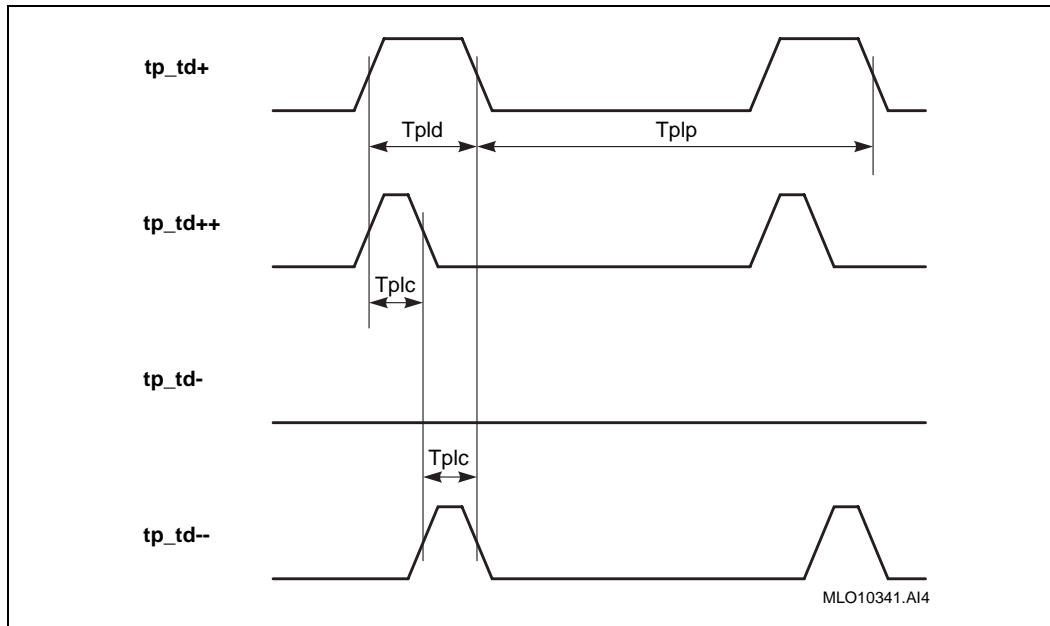 tp_td+
Tpld
Tplp
tp_td++
Tplc
tp_td-
Tplc
tp_td--
MLO10341.AI4